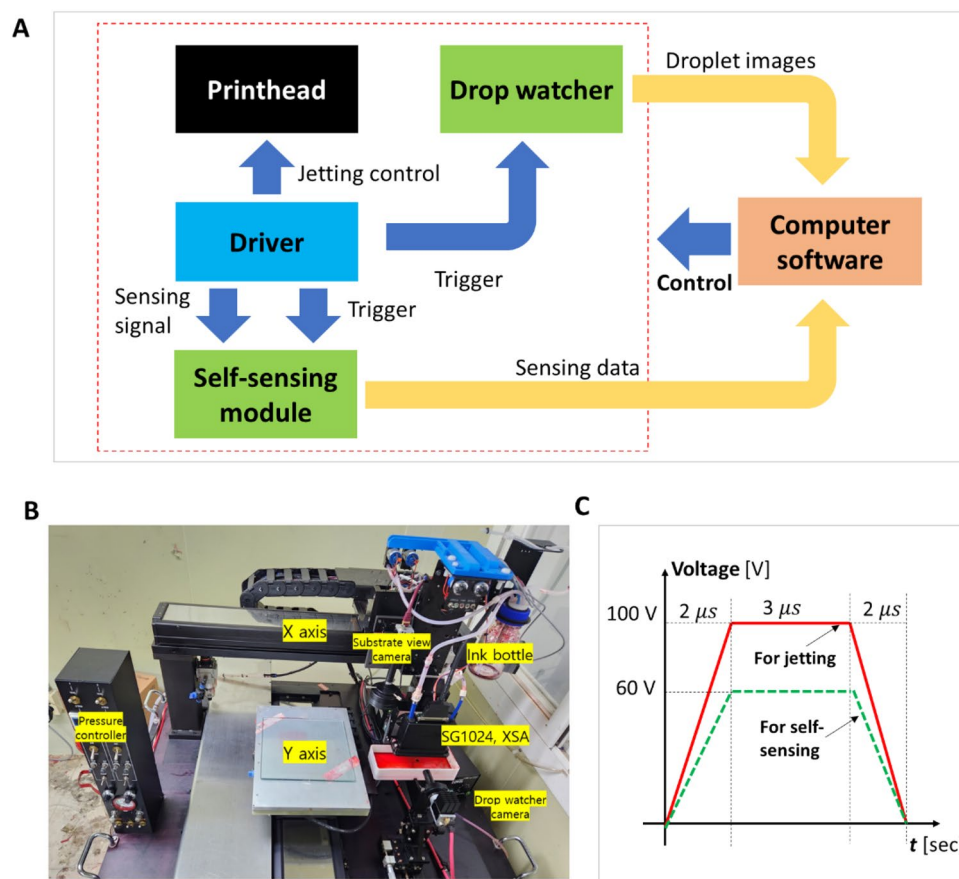 A
Printhead
Drop watcher
Droplet images
Jetting control
Driver
Computer
software
Trigger
Control
Sensing
signal
Trigger
Self-sensing
module
Sensing data
B
X axis
Substrate view
camera
Ink bottle
Pressure
controller
Y axis
SG1024, XSA
Drop watcher
camera
C
Voltage [V]
100 V
2 μs
3 μs
2 μs
For jetting
60 V
For self-
sensing
t [sec